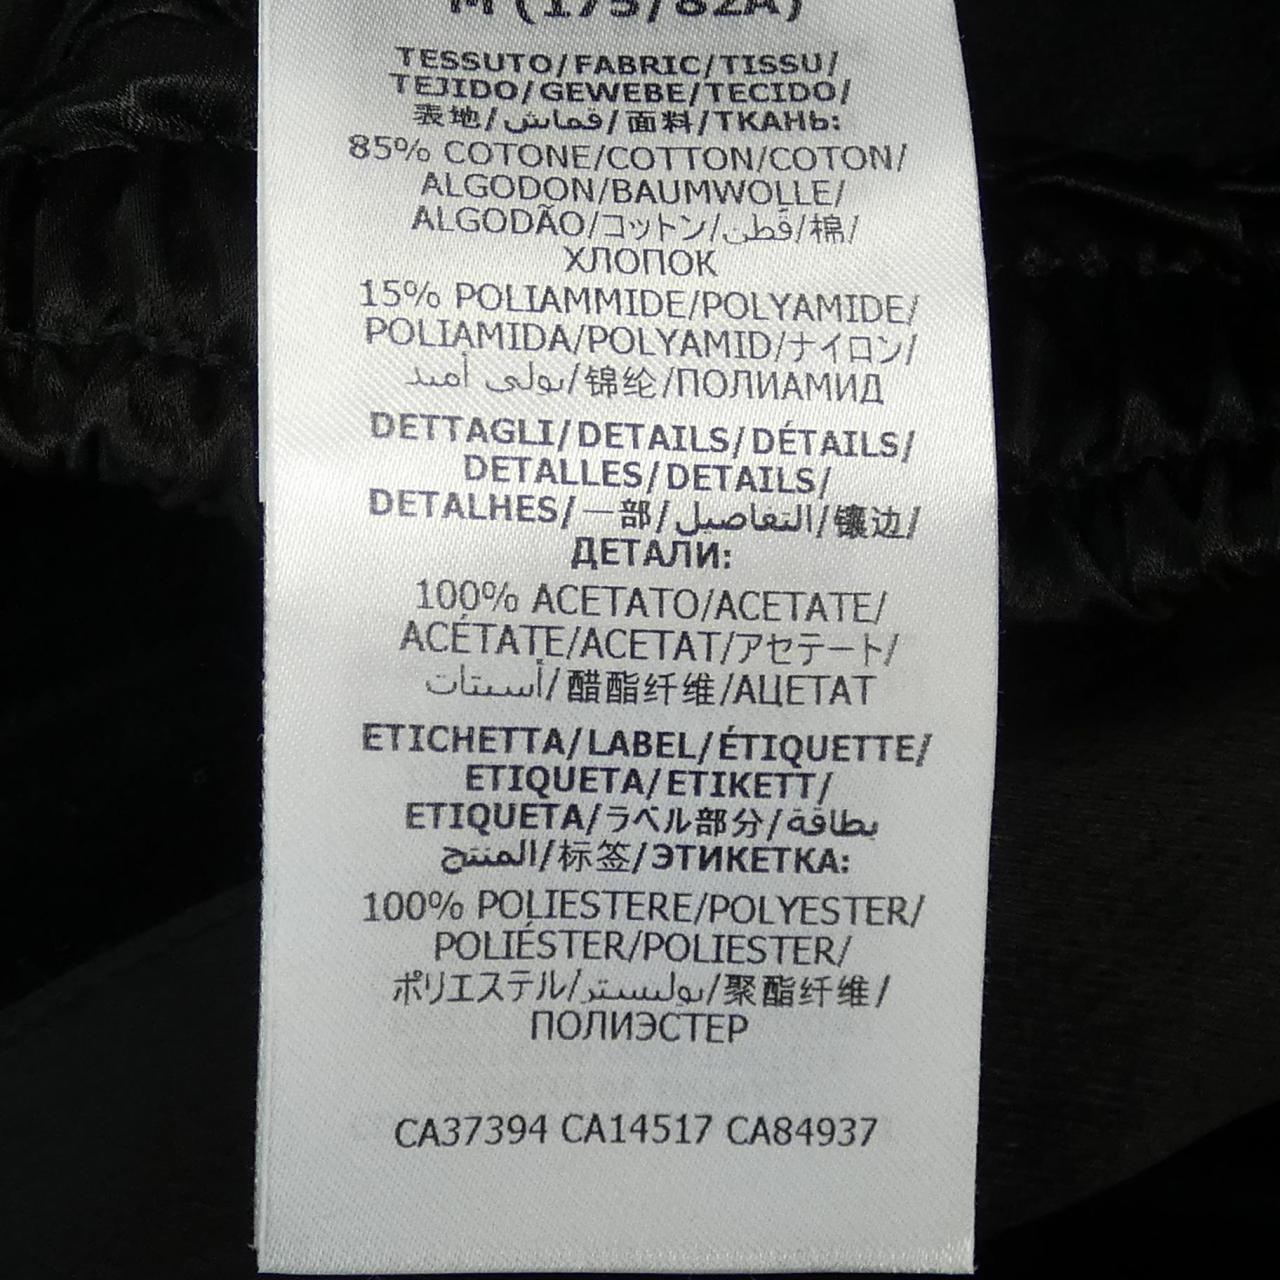 M (175/82A)
TESSUTO/FABRIC/TISSU/
TEJIDO/GEWEBE/TECIDO/
表地/قماش/面料/ТКАНЬ:
85% COTONE/COTTON/COTON/
ALGODON/BAUMWOLLE/
ALGODÃO/コットン/قطن/棉/
ХЛОПОК
15% POLIAMMIDE/POLYAMIDE/
POLIAMIDA/POLYAMID/ナイロン/
بولي أميد/锦纶/ПОЛИАМИД
DETTAGLI/DETAILS/DÉTAILS/
DETALLES/DETAILS/
DETALHES/一部/التفاصيل/镶边/
ДЕТАЛИ:
100% ACETATO/ACETATE/
ACÉTATE/ACETAT/アセテート/
أسيتات/醋酯纤维/АЦЕТАТ
ETICHETTA/LABEL/ÉTIQUETTE/
ETIQUETA/ETIKETT/
ETIQUETA/ラベル部分/بطاقة
المنتج/标签/ЭТИКЕТКА:
100% POLIESTERE/POLYESTER/
POLIÉSTER/POLIESTER/
ポリエステル/بوليستر/聚酯纤维/
ПОЛИЭСТЕР
CA37394 CA14517 CA84937